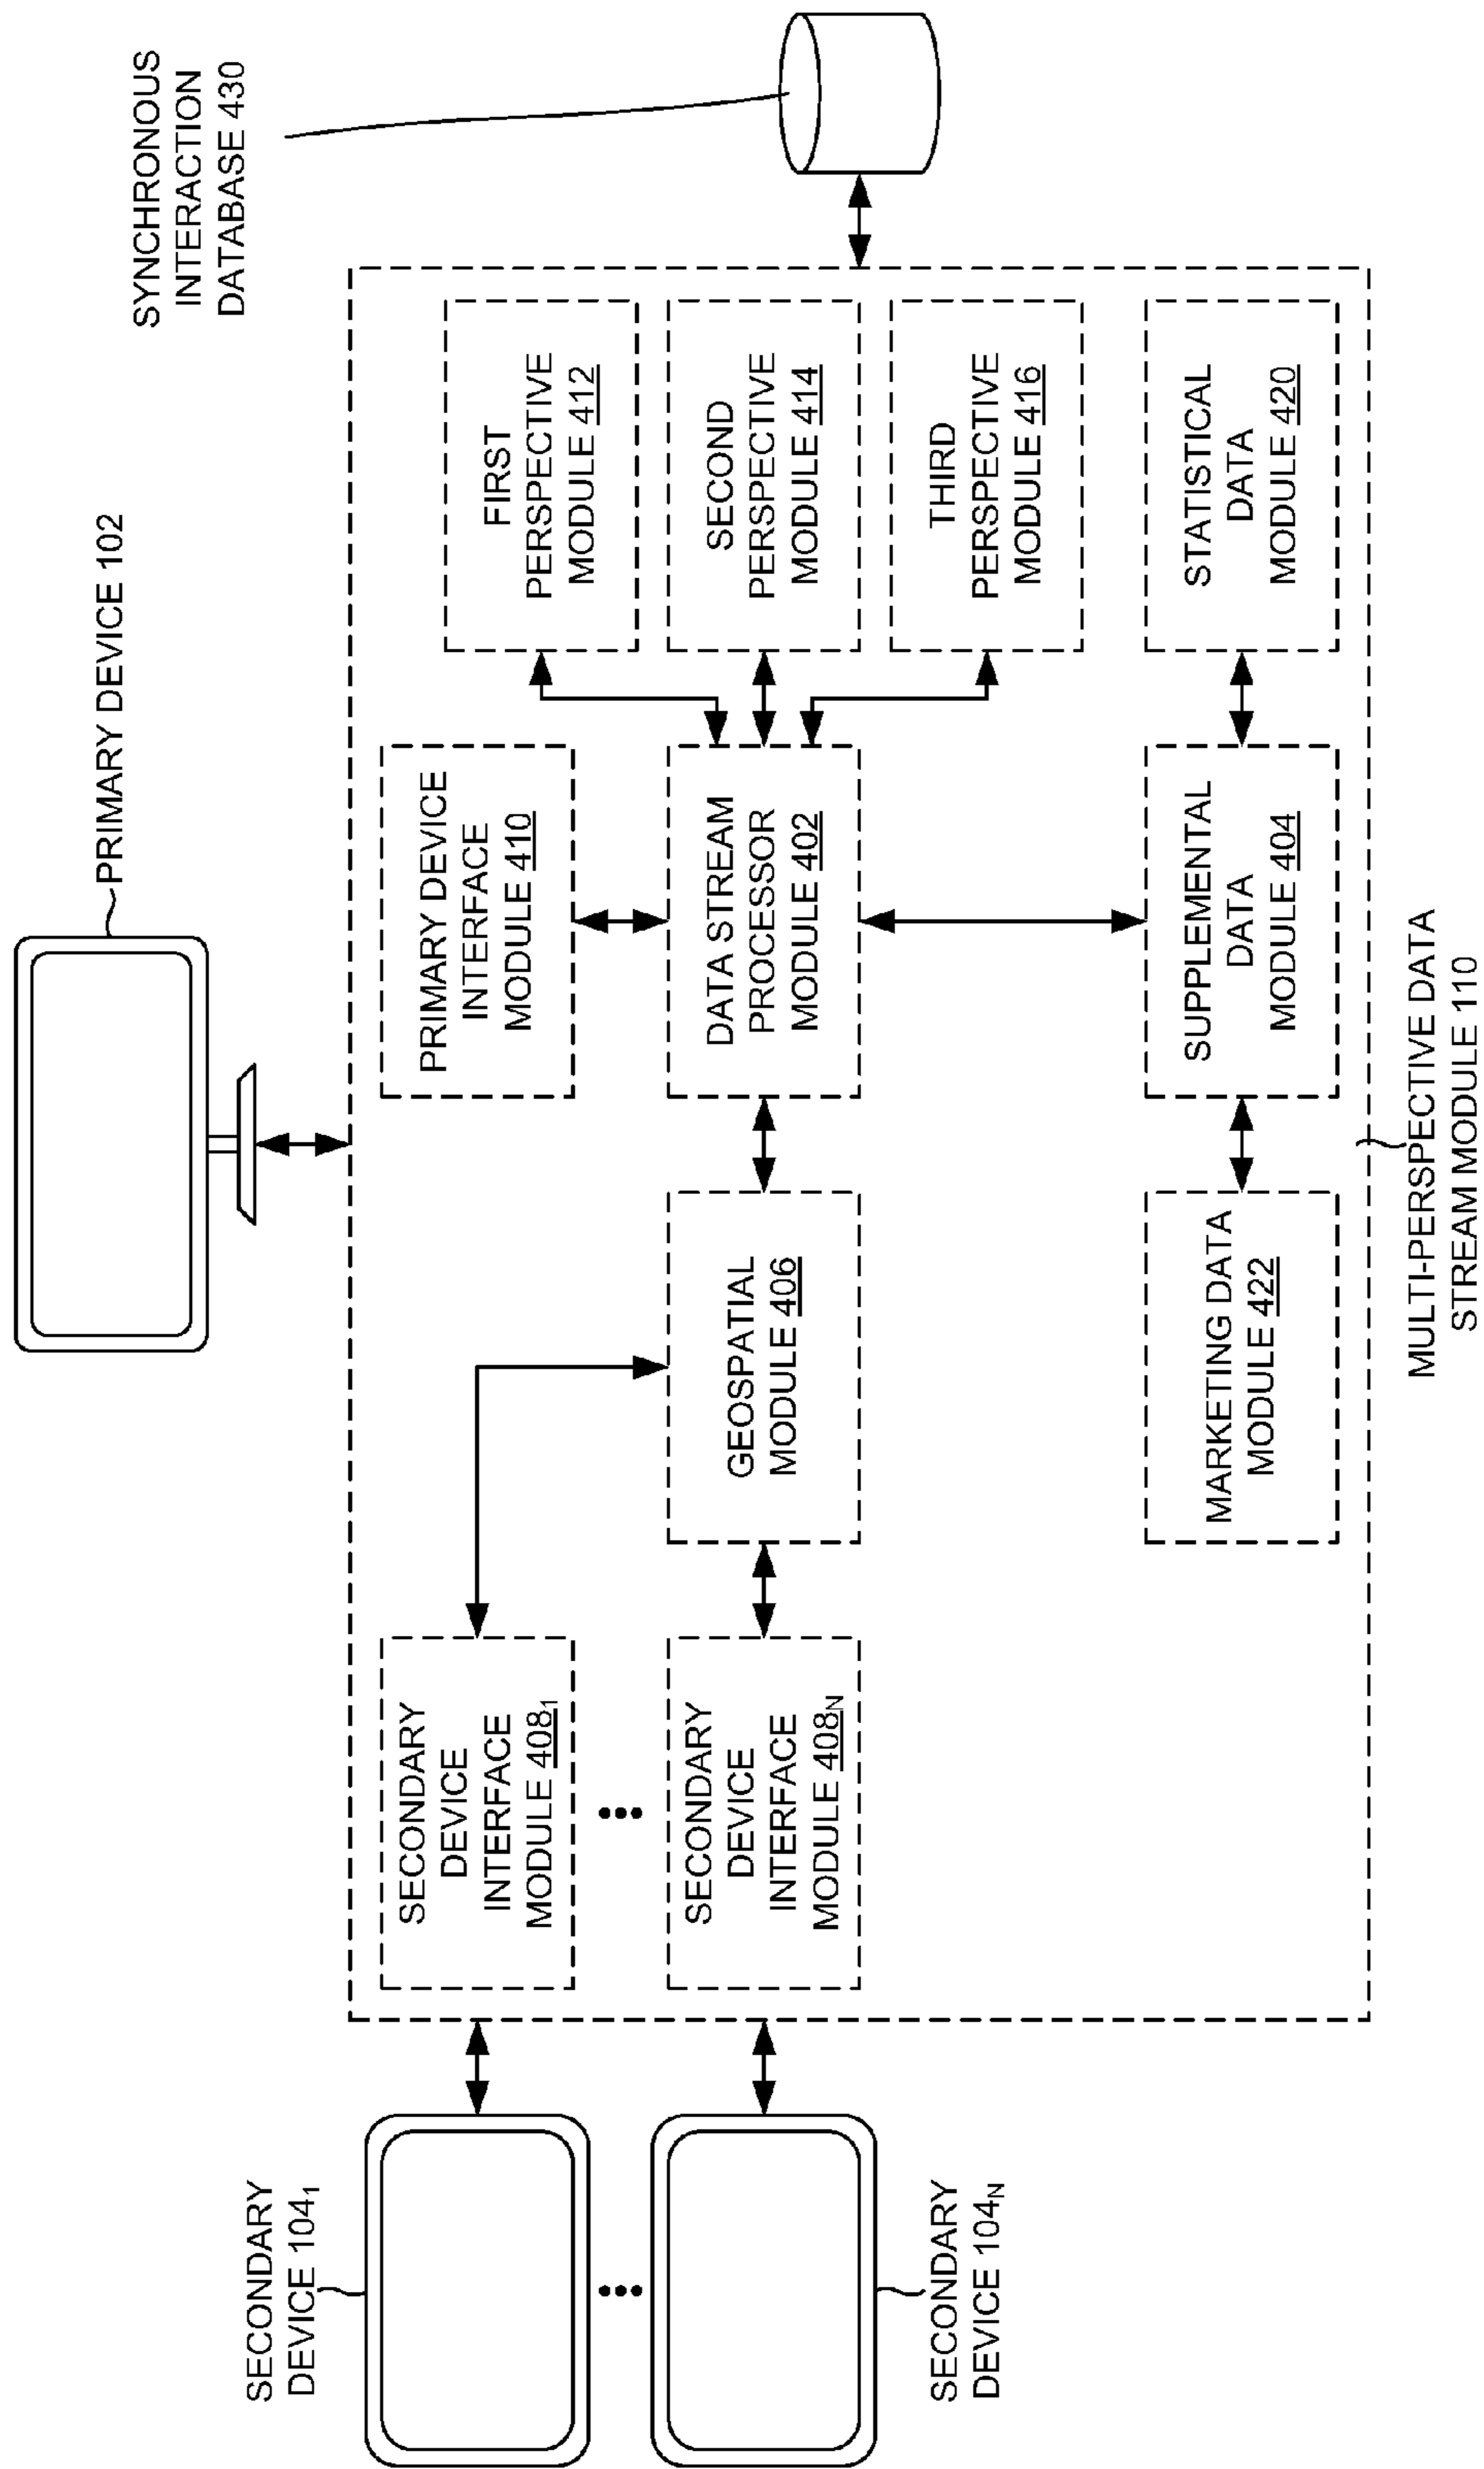 PRIMARY DEVICE 102
SYNCHRONOUS
INTERACTION
DATABASE 430
SECONDARY
DEVICE 104₁
SECONDARY
DEVICE 104N
SECONDARY
DEVICE
INTERFACE
MODULE 408₁
SECONDARY
DEVICE
INTERFACE
MODULE 408N
GEOSPATIAL
MODULE 406
PRIMARY DEVICE
INTERFACE
MODULE 410
DATA STREAM
PROCESSOR
MODULE 402
FIRST
PERSPECTIVE
MODULE 412
SECOND
PERSPECTIVE
MODULE 414
THIRD
PERSPECTIVE
MODULE 416
MARKETING DATA
MODULE 422
SUPPLEMENTAL
DATA
MODULE 404
STATISTICAL
DATA
MODULE 420
MULTI-PERSPECTIVE DATA
STREAM MODULE 110